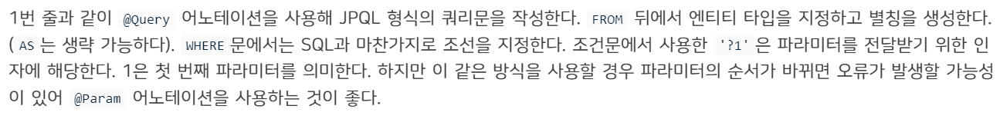 1번 줄과 같이 @Query 어노테이션을 사용해 JPQL 형식의 쿼리문을 작성한다. FROM 뒤에서 엔티티 타입을 지정하고 별칭을 생성한다.
( AS 는 생략 가능하다). WHERE 문에서는 SQL과 마찬가지로 조선을 지정한다. 조건문에서 사용한 '?1' 은 파라미터를 전달받기 위한 인
자에 해당한다. 1은 첫 번째 파라미터를 의미한다. 하지만 이 같은 방식을 사용할 경우 파라미터의 순서가 바뀌면 오류가 발생할 가능성
이 있어 @Param 어노테이션을 사용하는 것이 좋다.